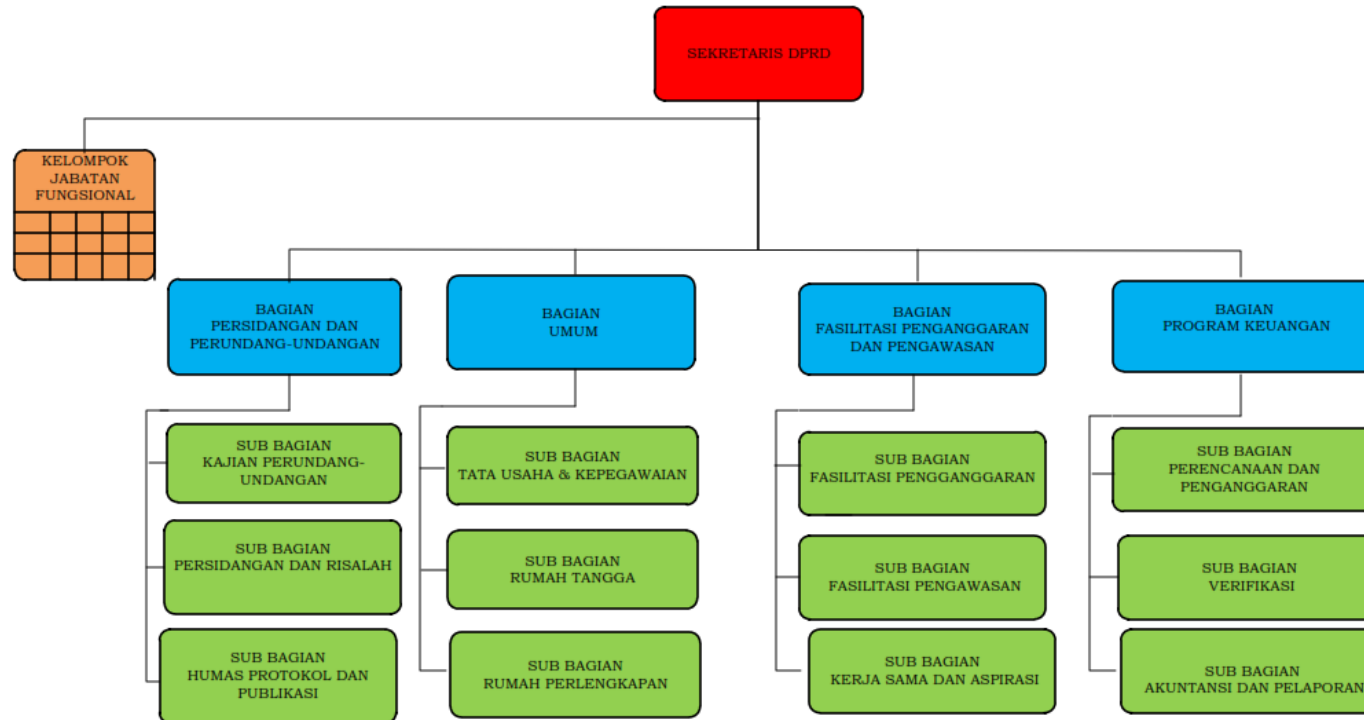 SEKRETARIS DPRD
KELOMPOK
JABATAN
FUNGSIONAL
BAGIAN
PERSIDANGAN DAN
PERUNDANG-UNDANGAN
BAGIAN
UMUM
BAGIAN
FASILITASI PENGANGGARAN
DAN PENGAWASAN
BAGIAN
PROGRAM KEUANGAN
SUB BAGIAN
KAJIAN PERUNDANG-
UNDANGAN
SUB BAGIAN
TATA USAHA & KEPEGAWAIAN
SUB BAGIAN
FASILITASI PENGGANGGARAN
SUB BAGIAN
PERENCANAAN DAN
PENGANGGARAN
SUB BAGIAN
PERSIDANGAN DAN RISALAH
SUB BAGIAN
RUMAH TANGGA
SUB BAGIAN
FASILITASI PENGAWASAN
SUB BAGIAN
VERIFIKASI
SUB BAGIAN
HUMAS PROTOKOL DAN
PUBLIKASI
SUB BAGIAN
RUMAH PERLENGKAPAN
SUB BAGIAN
KERJA SAMA DAN ASPIRASI
SUB BAGIAN
AKUNTANSI DAN PELAPORAN